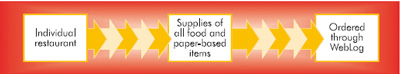 Individual
restaurant
Supplies of
all food and
paper-based
items
Ordered
through
WebLog